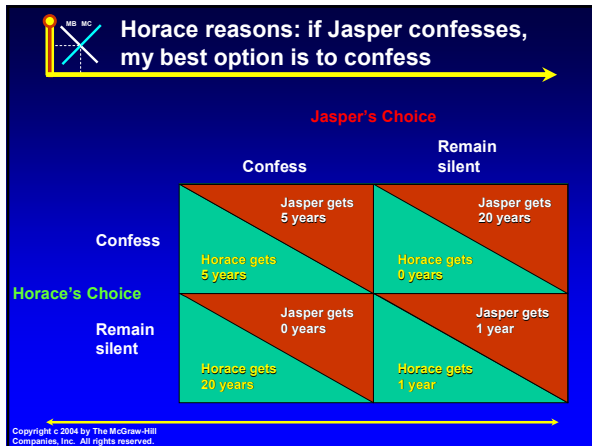 MB MC
Horace reasons: if Jasper confesses,
my best option is to confess
Jasper's Choice
Confess
Remain
silent
Confess
Jasper gets
5 years
Horace gets
5 years
Jasper gets
20 years
Horace gets
0 years
Horace's Choice
Remain
silent
Jasper gets
0 years
Horace gets
20 years
Jasper gets
1 year
Horace gets
1 year
Copyright c 2004 by The McGraw-Hill
Companies, Inc. All rights reserved.